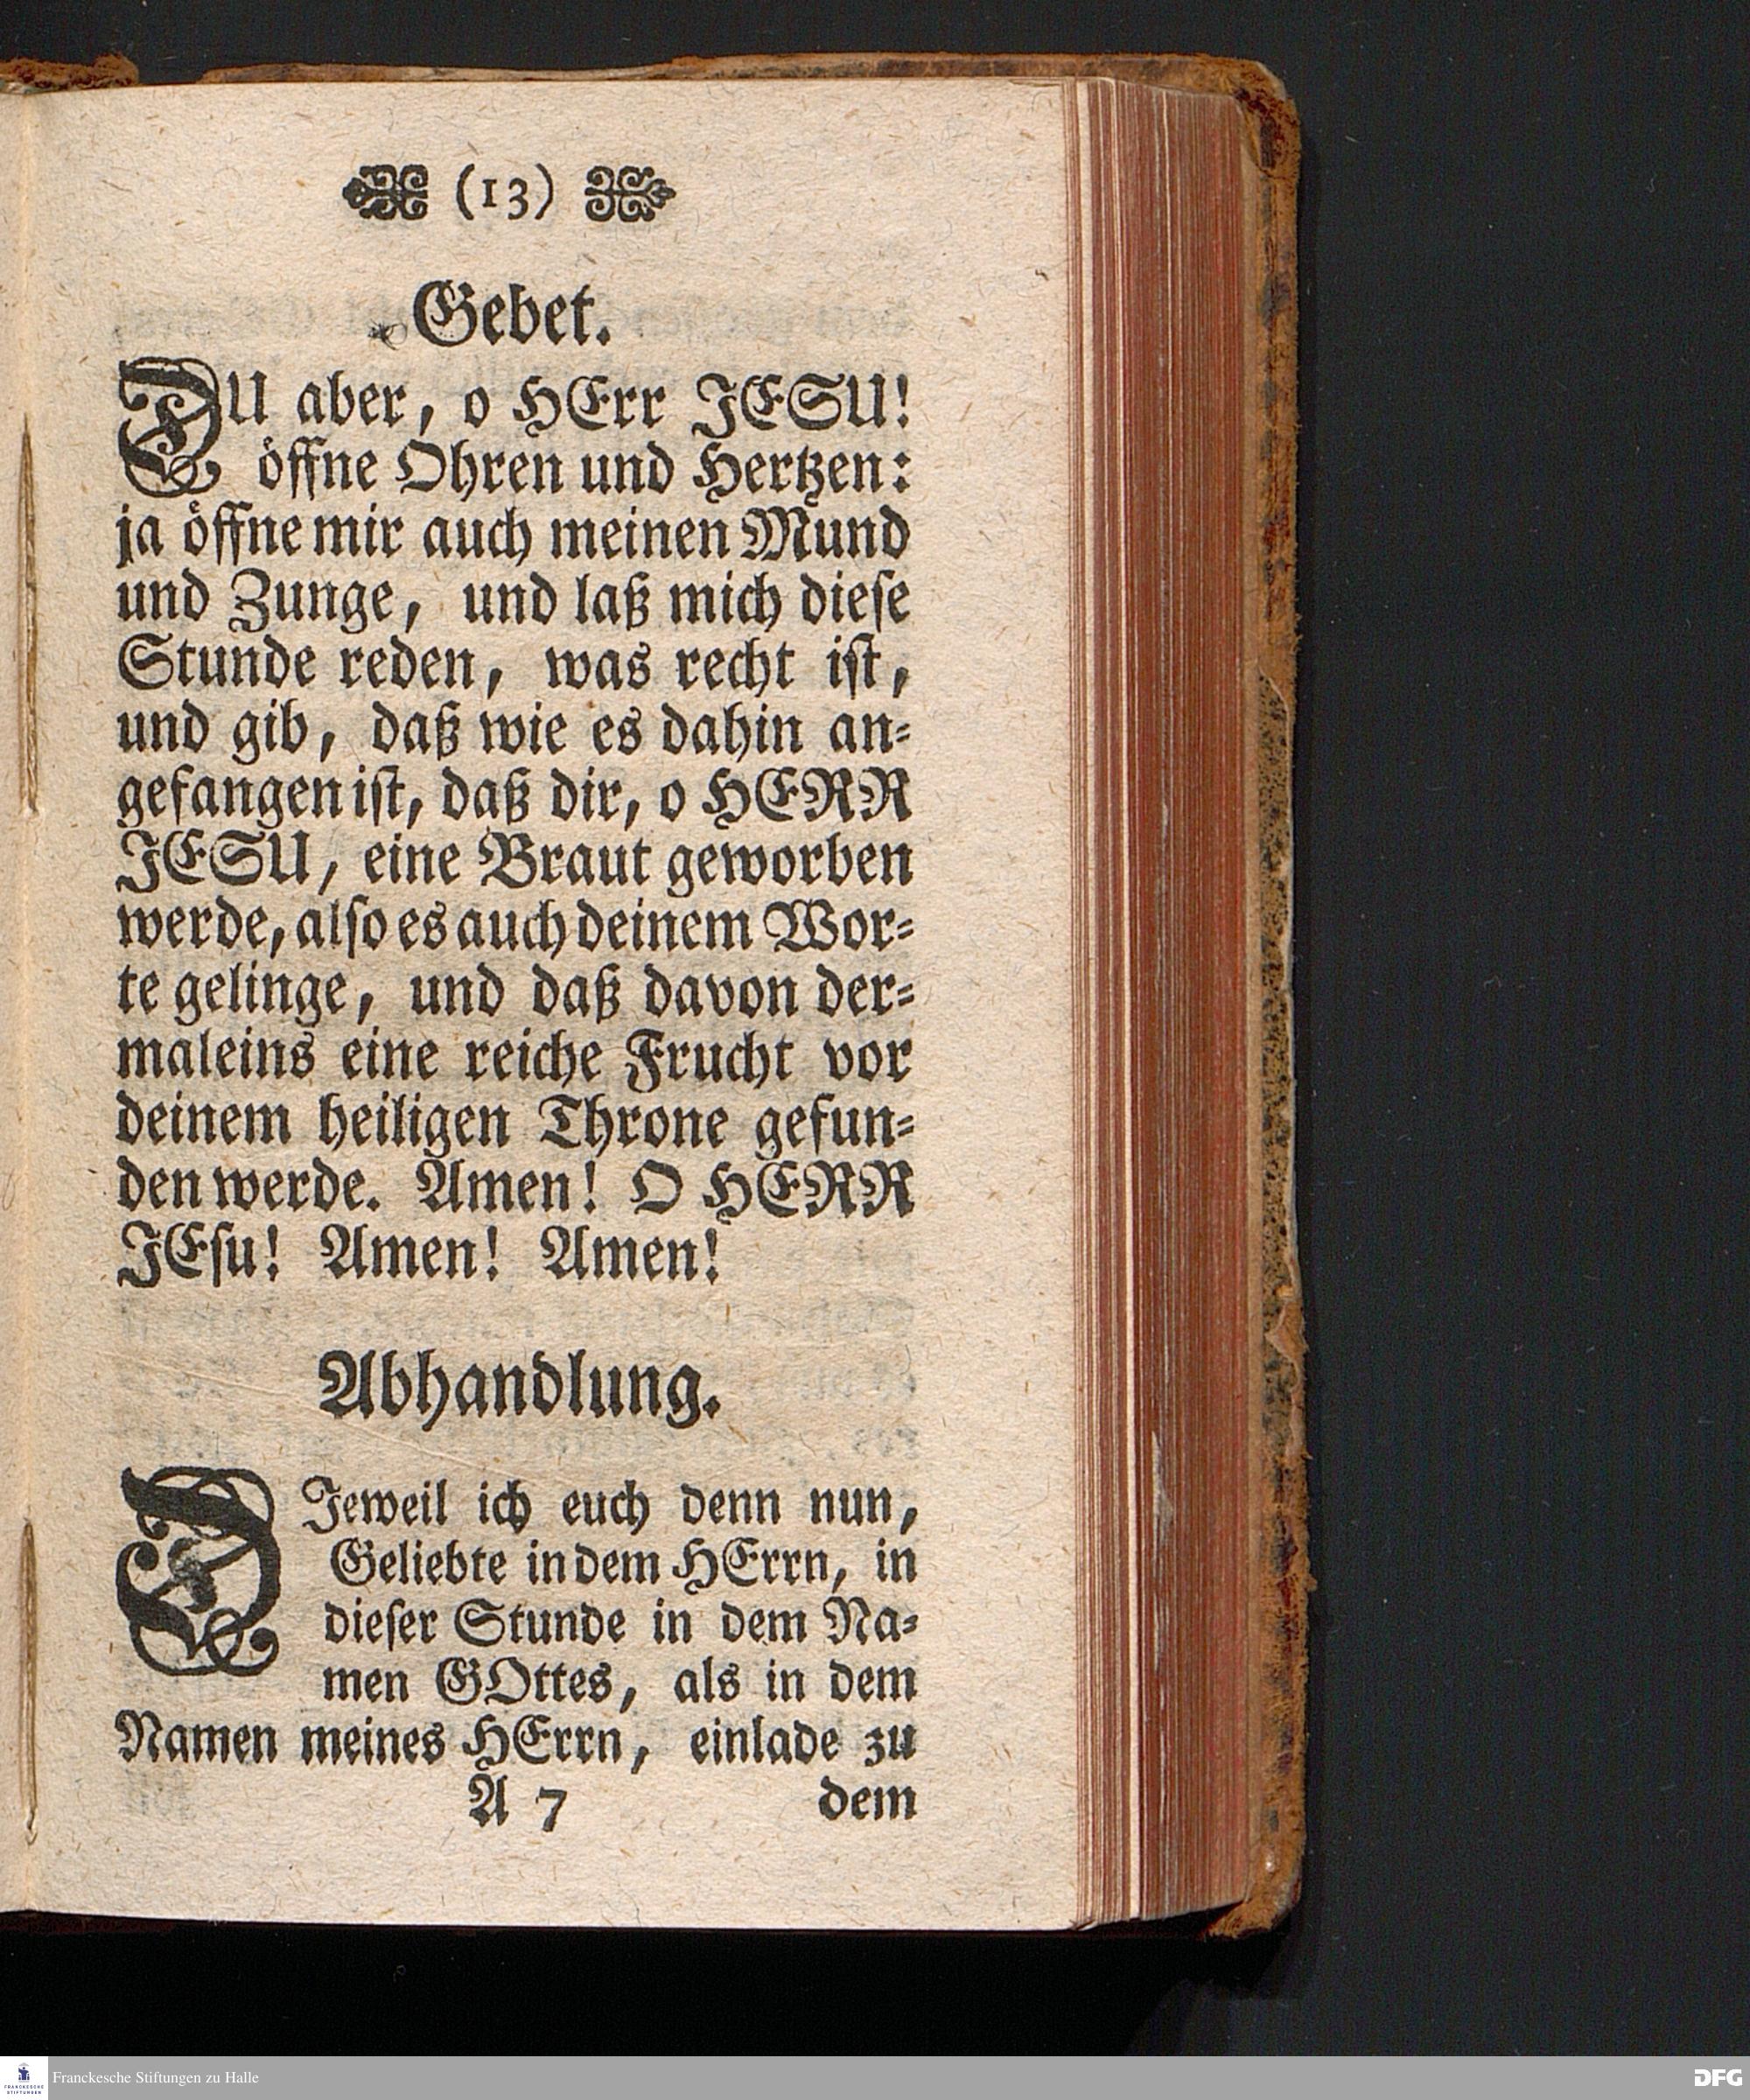 (13)
Gebet.
DU aber, o HErr JESU!
öffne Ohren und Hertzen:
ja öffne mir auch meinen Mund
und Zunge, und laß mich dieſe
Stunde reden, was recht iſt,
und gib, daß wie es dahin an⸗
gefangen iſt, daß dir, o HERR
JESU, eine Braut geworben
werde, alſo es auch deinem Wor⸗
te gelinge, und daß davon der⸗
maleins eine reiche Frucht vor
deinem heiligen Throne gefun⸗
den werde. Amen! O HERR
JEſu! Amen! Amen!
Abhandlung.
DJeweil ich euch denn nun,
Geliebte in dem HErrn, in
dieſer Stunde in dem Na⸗
men GOttes, als in dem
Namen meines HErrn, einlade zu
A 7 dem
FRANCKESCHE STIFTUNGEN
Franckesche Stiftungen zu Halle
DFG